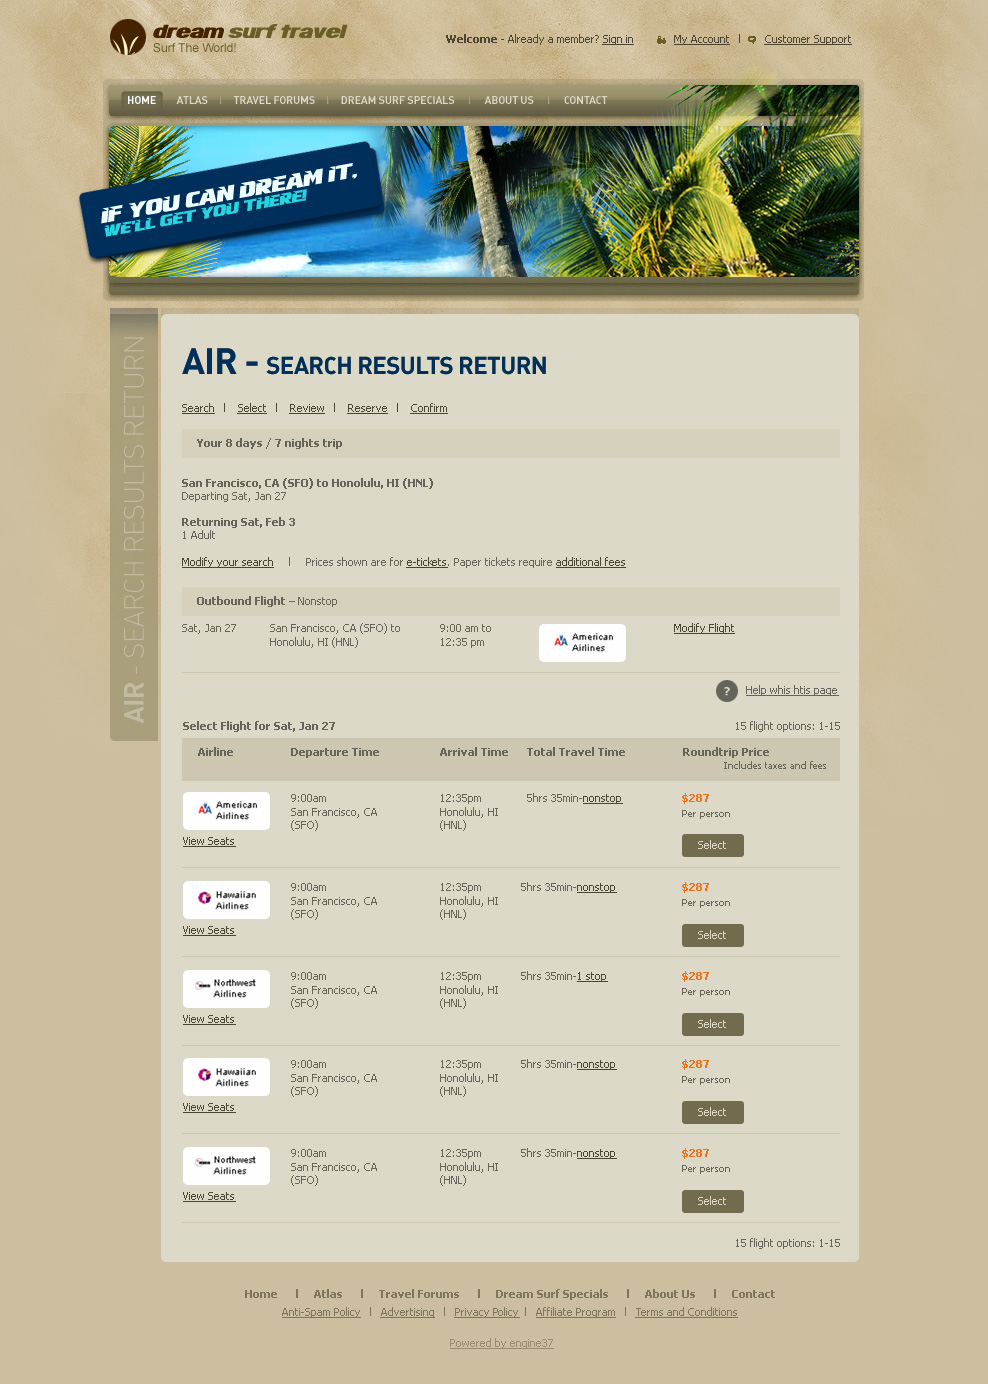 dream surf travel
Surf The World!
Welcome - Already a member? Sign in
My Account | Customer Support
HOME ATLAS | TRAVEL FORUMS | DREAM SURF SPECIALS | ABOUT US | CONTACT
IF YOU CAN DREAM IT,
WE'LL GET YOU THERE!
AIR - SEARCH RESULTS RETURN
AIR - SEARCH RESULTS RETURN
Search | Select | Review | Reserve | Confirm
Your 8 days / 7 nights trip
San Francisco, CA (SFO) to Honolulu, HI (HNL)
Departing Sat, Jan 27
Returning Sat, Feb 3
1 Adult
Modify your search | Prices shown are for e-tickets. Paper tickets require additional fees
Outbound Flight – Nonstop
Sat, Jan 27 San Francisco, CA (SFO) to 9:00 am to American Modify Flight
Honolulu, HI (HNL) 12:35 pm Airlines
? Help whis htis page
Select Flight for Sat, Jan 27 15 flight options: 1-15
Airline Departure Time Arrival Time Total Travel Time Roundtrip Price
Includes taxes and fees
American Airlines 9:00am 12:35pm 5hrs 35min-nonstop $287
San Francisco, CA Honolulu, HI Per person
(SFO) (HNL)
View Seats Select
Hawaiian Airlines 9:00am 12:35pm 5hrs 35min-nonstop $287
San Francisco, CA Honolulu, HI Per person
(SFO) (HNL)
View Seats Select
Northwest Airlines 9:00am 12:35pm 5hrs 35min-1 stop $287
San Francisco, CA Honolulu, HI Per person
(SFO) (HNL)
View Seats Select
Hawaiian Airlines 9:00am 12:35pm 5hrs 35min-nonstop $287
San Francisco, CA Honolulu, HI Per person
(SFO) (HNL)
View Seats Select
Northwest Airlines 9:00am 12:35pm 5hrs 35min-nonstop $287
San Francisco, CA Honolulu, HI Per person
(SFO) (HNL)
View Seats Select
15 flight options: 1-15
Home | Atlas | Travel Forums | Dream Surf Specials | About Us | Contact
Anti-Spam Policy | Advertising | Privacy Policy | Affiliate Program | Terms and Conditions
Powered by engine37